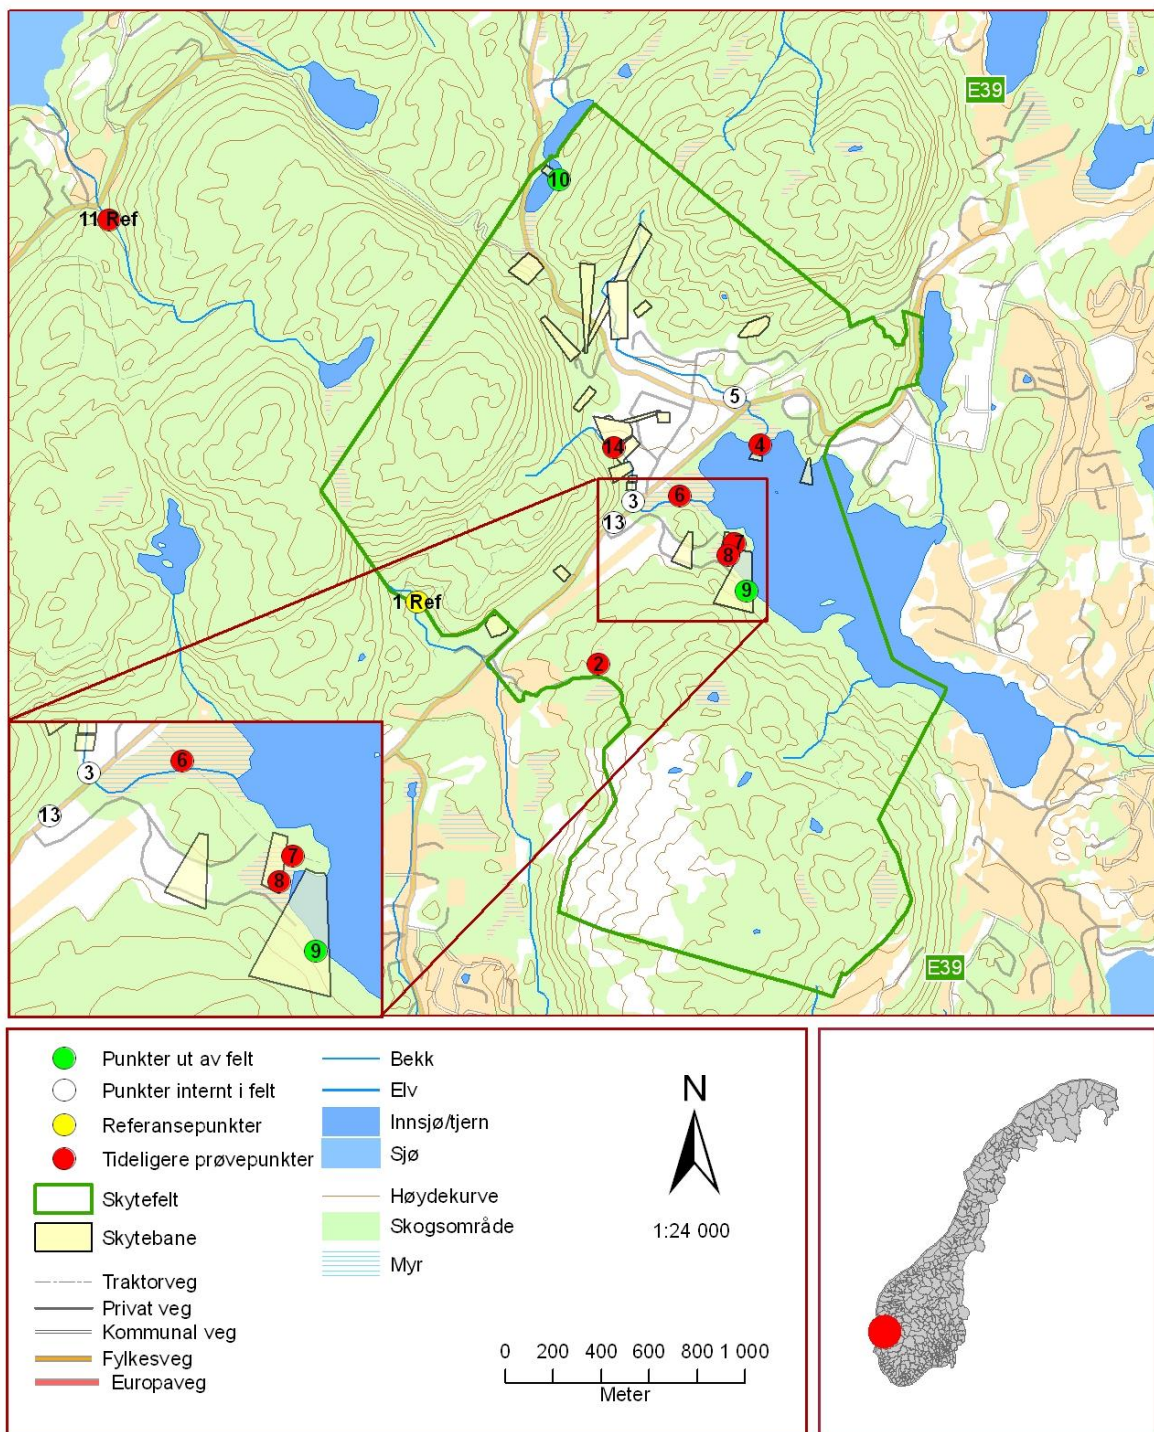 E39
10
11 Ref
5
14
4
6
3
13
7
8
9
1 Ref
2
6
3
13
7
8
9
E39
Punkter ut av felt
Punkter internt i felt
Referansepunkter
Tideligere prøvepunkter
Skytefelt
Skytebane
Traktorveg
Privat veg
Kommunal veg
Fylkesveg
Europaveg
Bekk
Elv
Innsjø/tjern
Sjø
Høydekurve
Skogsområde
Myr
N
1:24 000
0 200 400 600 800 1 000
Meter